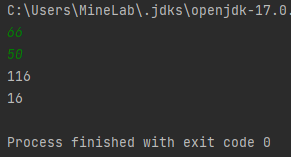 C:\Users\MineLab\.jdks\openjdk-17.0.
66
50
116
16
Process finished with exit code 0